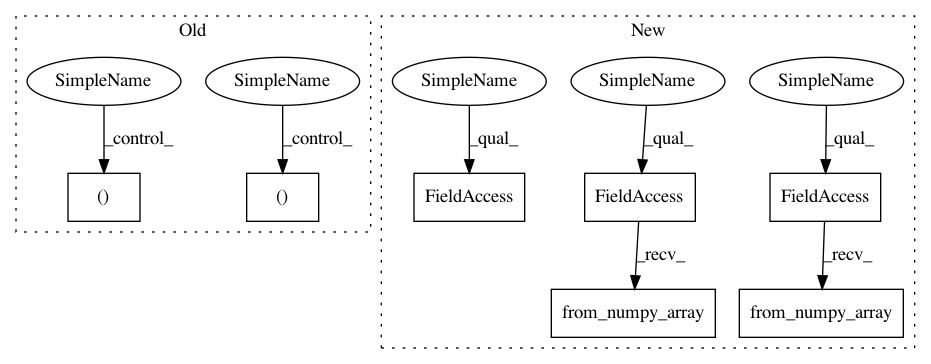 Old
New
SimpleName
SimpleName
SimpleName
SimpleName
SimpleName
_control_
_control_
_qual_
_qual_
_qual_
()
()
FieldAccess
FieldAccess
FieldAccess
_recv_
_recv_
from_numpy_array
from_numpy_array